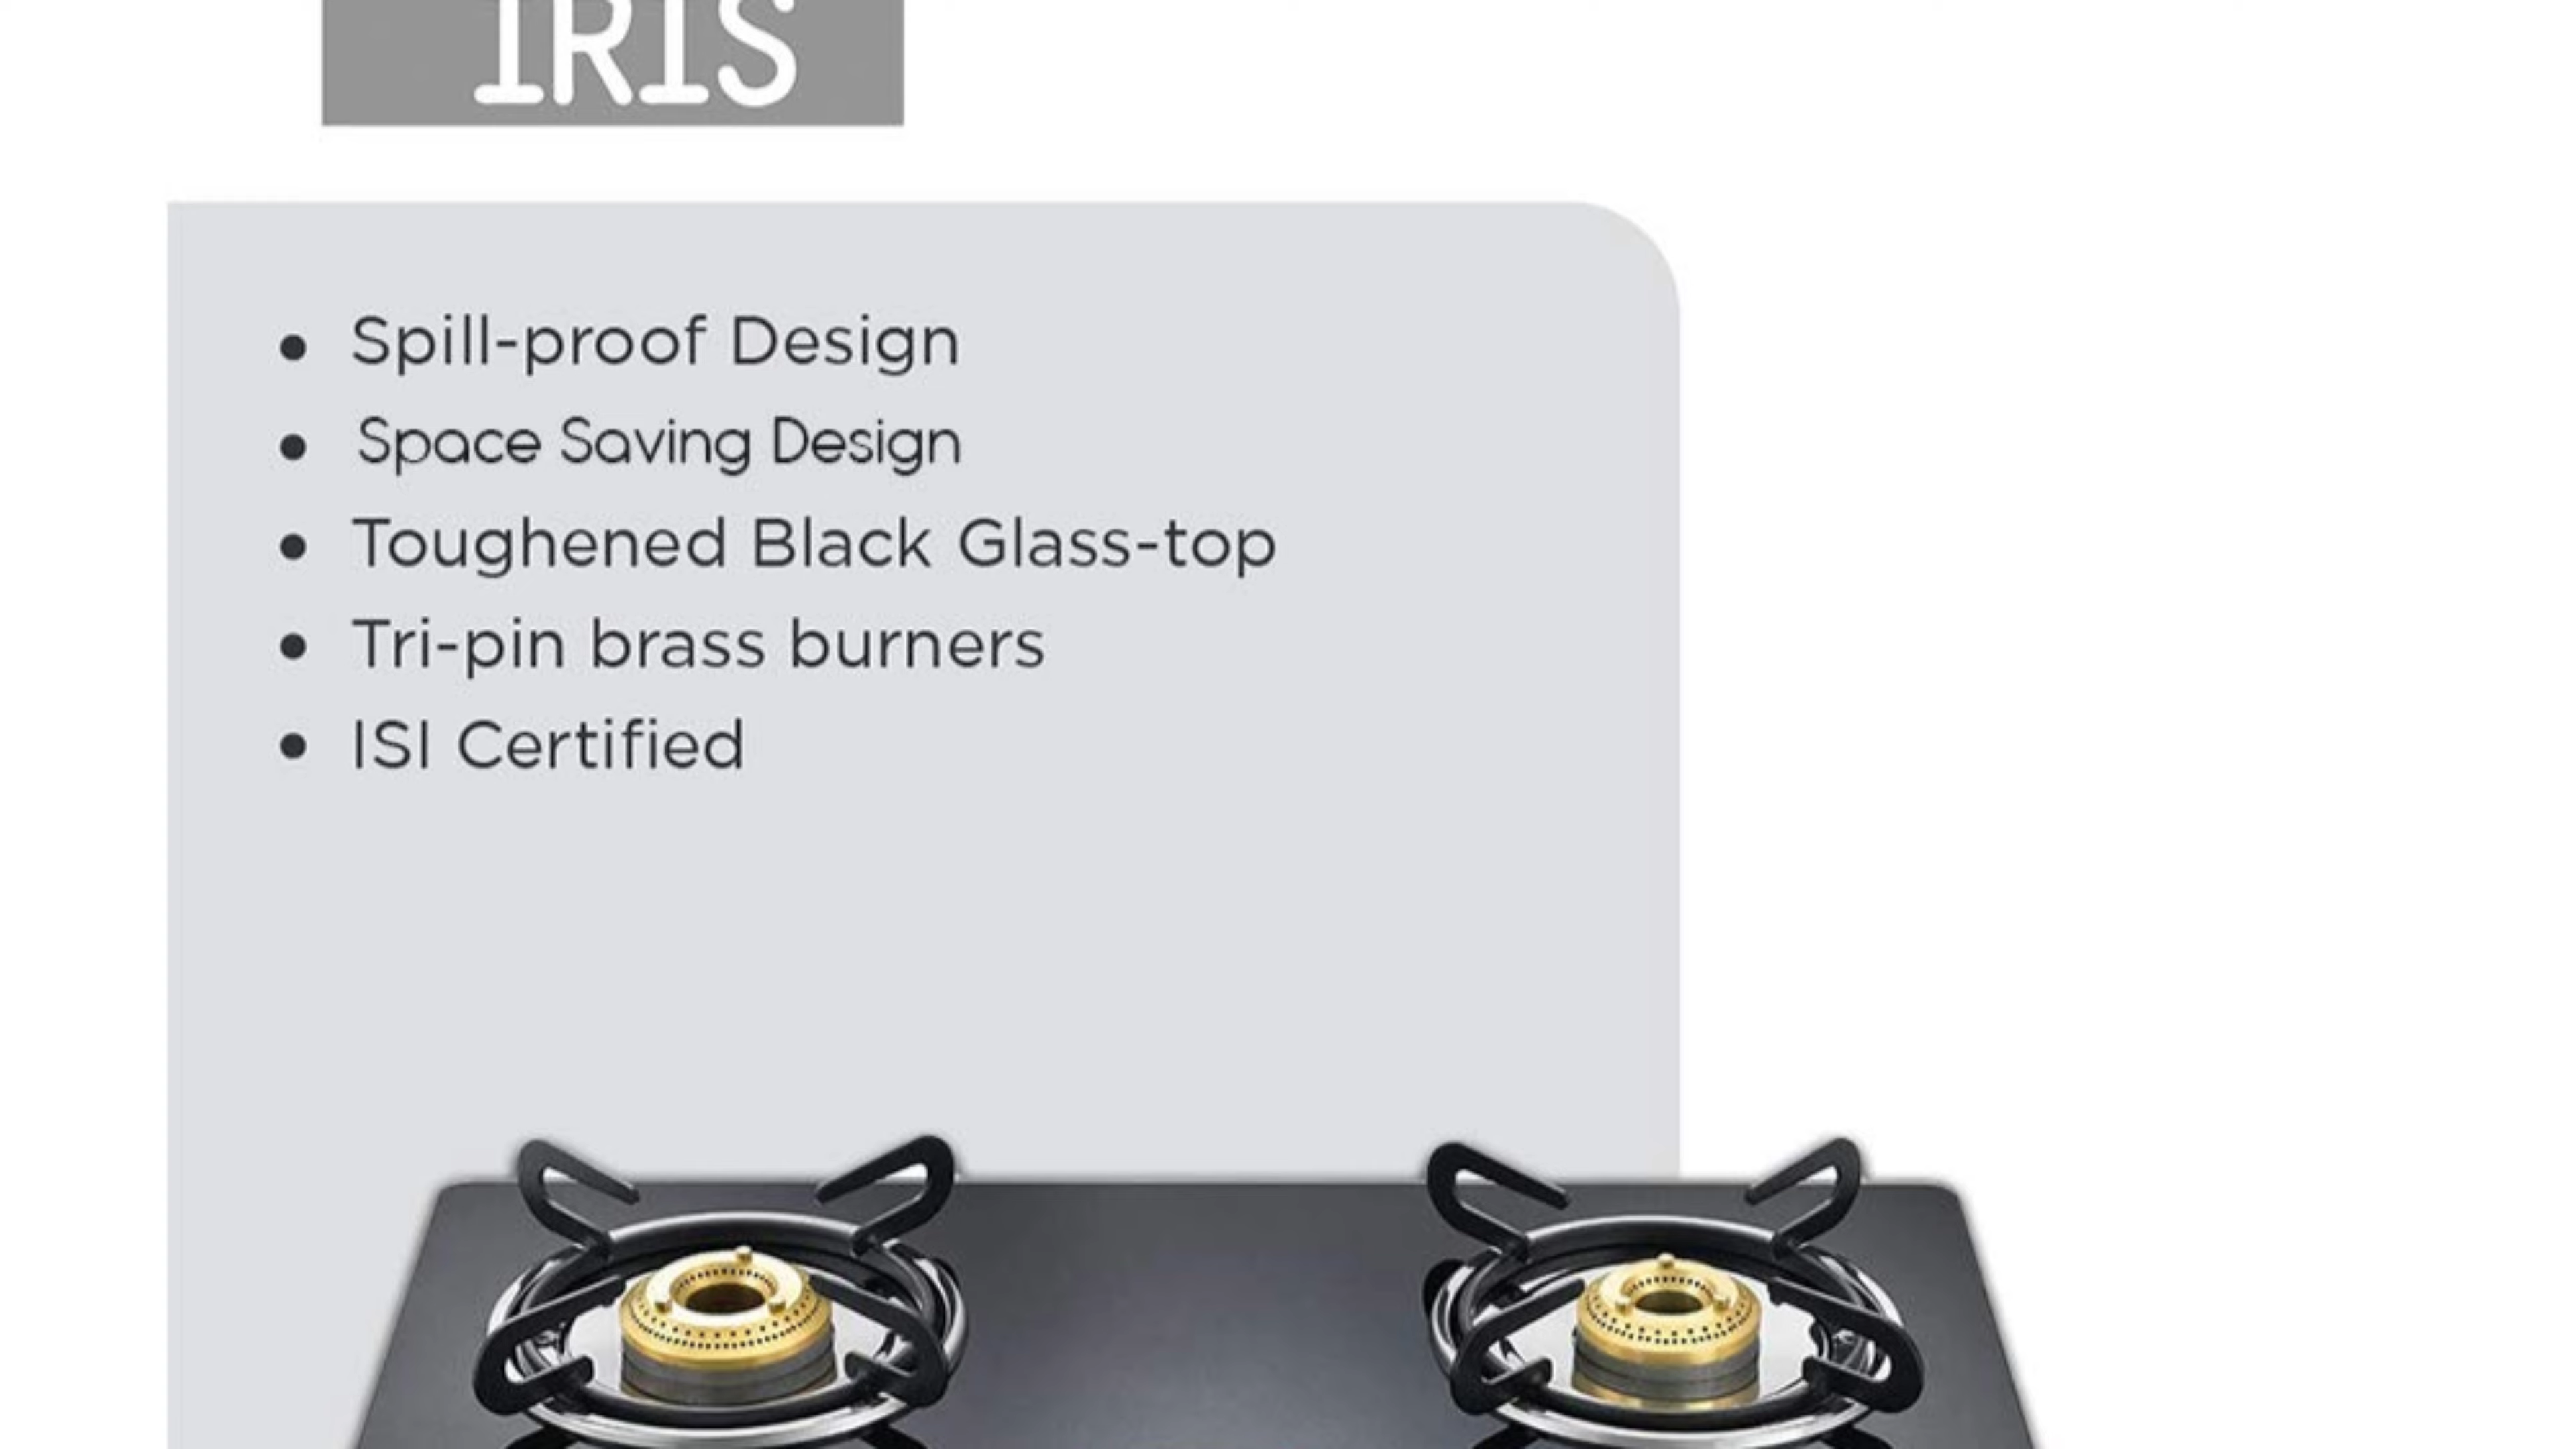 IRIS
• Spill-proof Design
• Space Saving Design
• Toughened Black Glass-top
• Tri-pin brass burners
• ISI Certified